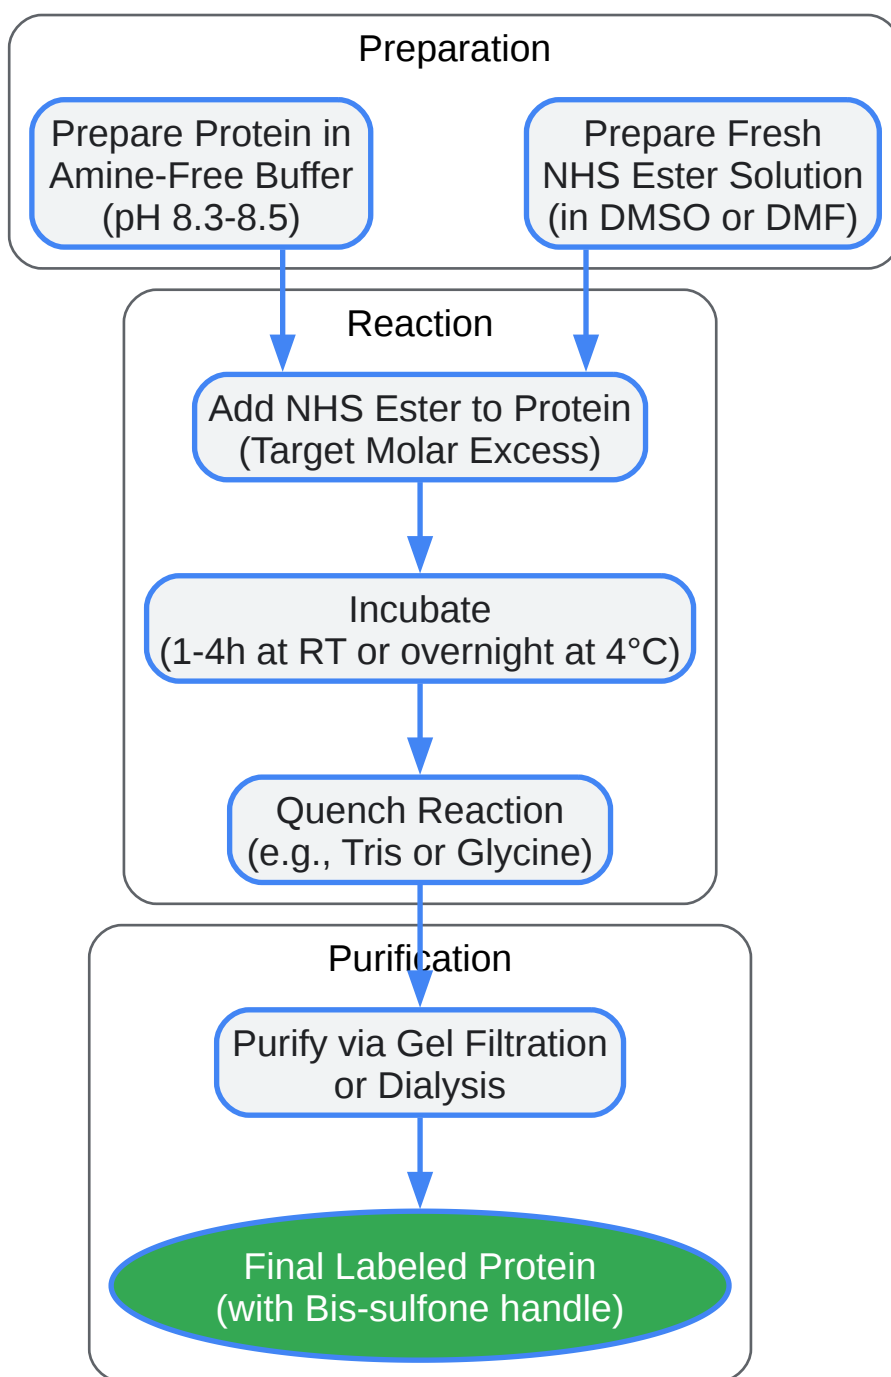 Preparation
Prepare Protein in
Amine-Free Buffer
(pH 8.3-8.5)
Prepare Fresh
NHS Ester Solution
(in DMSO or DMF)
Reaction
Add NHS Ester to Protein
(Target Molar Excess)
Incubate
(1-4h at RT or overnight at 4°C)
Quench Reaction
(e.g., Tris or Glycine)
Purification
Purify via Gel Filtration
or Dialysis
Final Labeled Protein
(with Bis-sulfone handle)